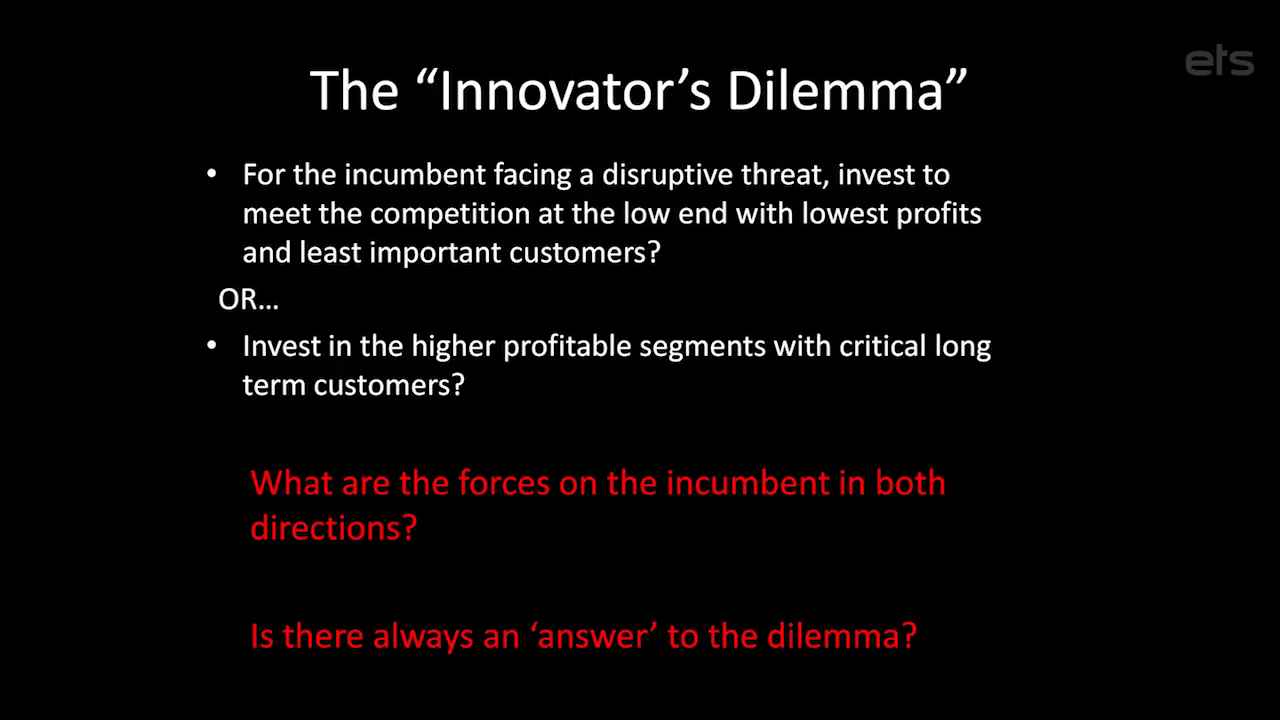 ets
The “Innovator’s Dilemma”
• For the incumbent facing a disruptive threat, invest to
meet the competition at the low end with lowest profits
and least important customers?
OR…
• Invest in the higher profitable segments with critical long
term customers?
What are the forces on the incumbent in both
directions?
Is there always an ‘answer’ to the dilemma?